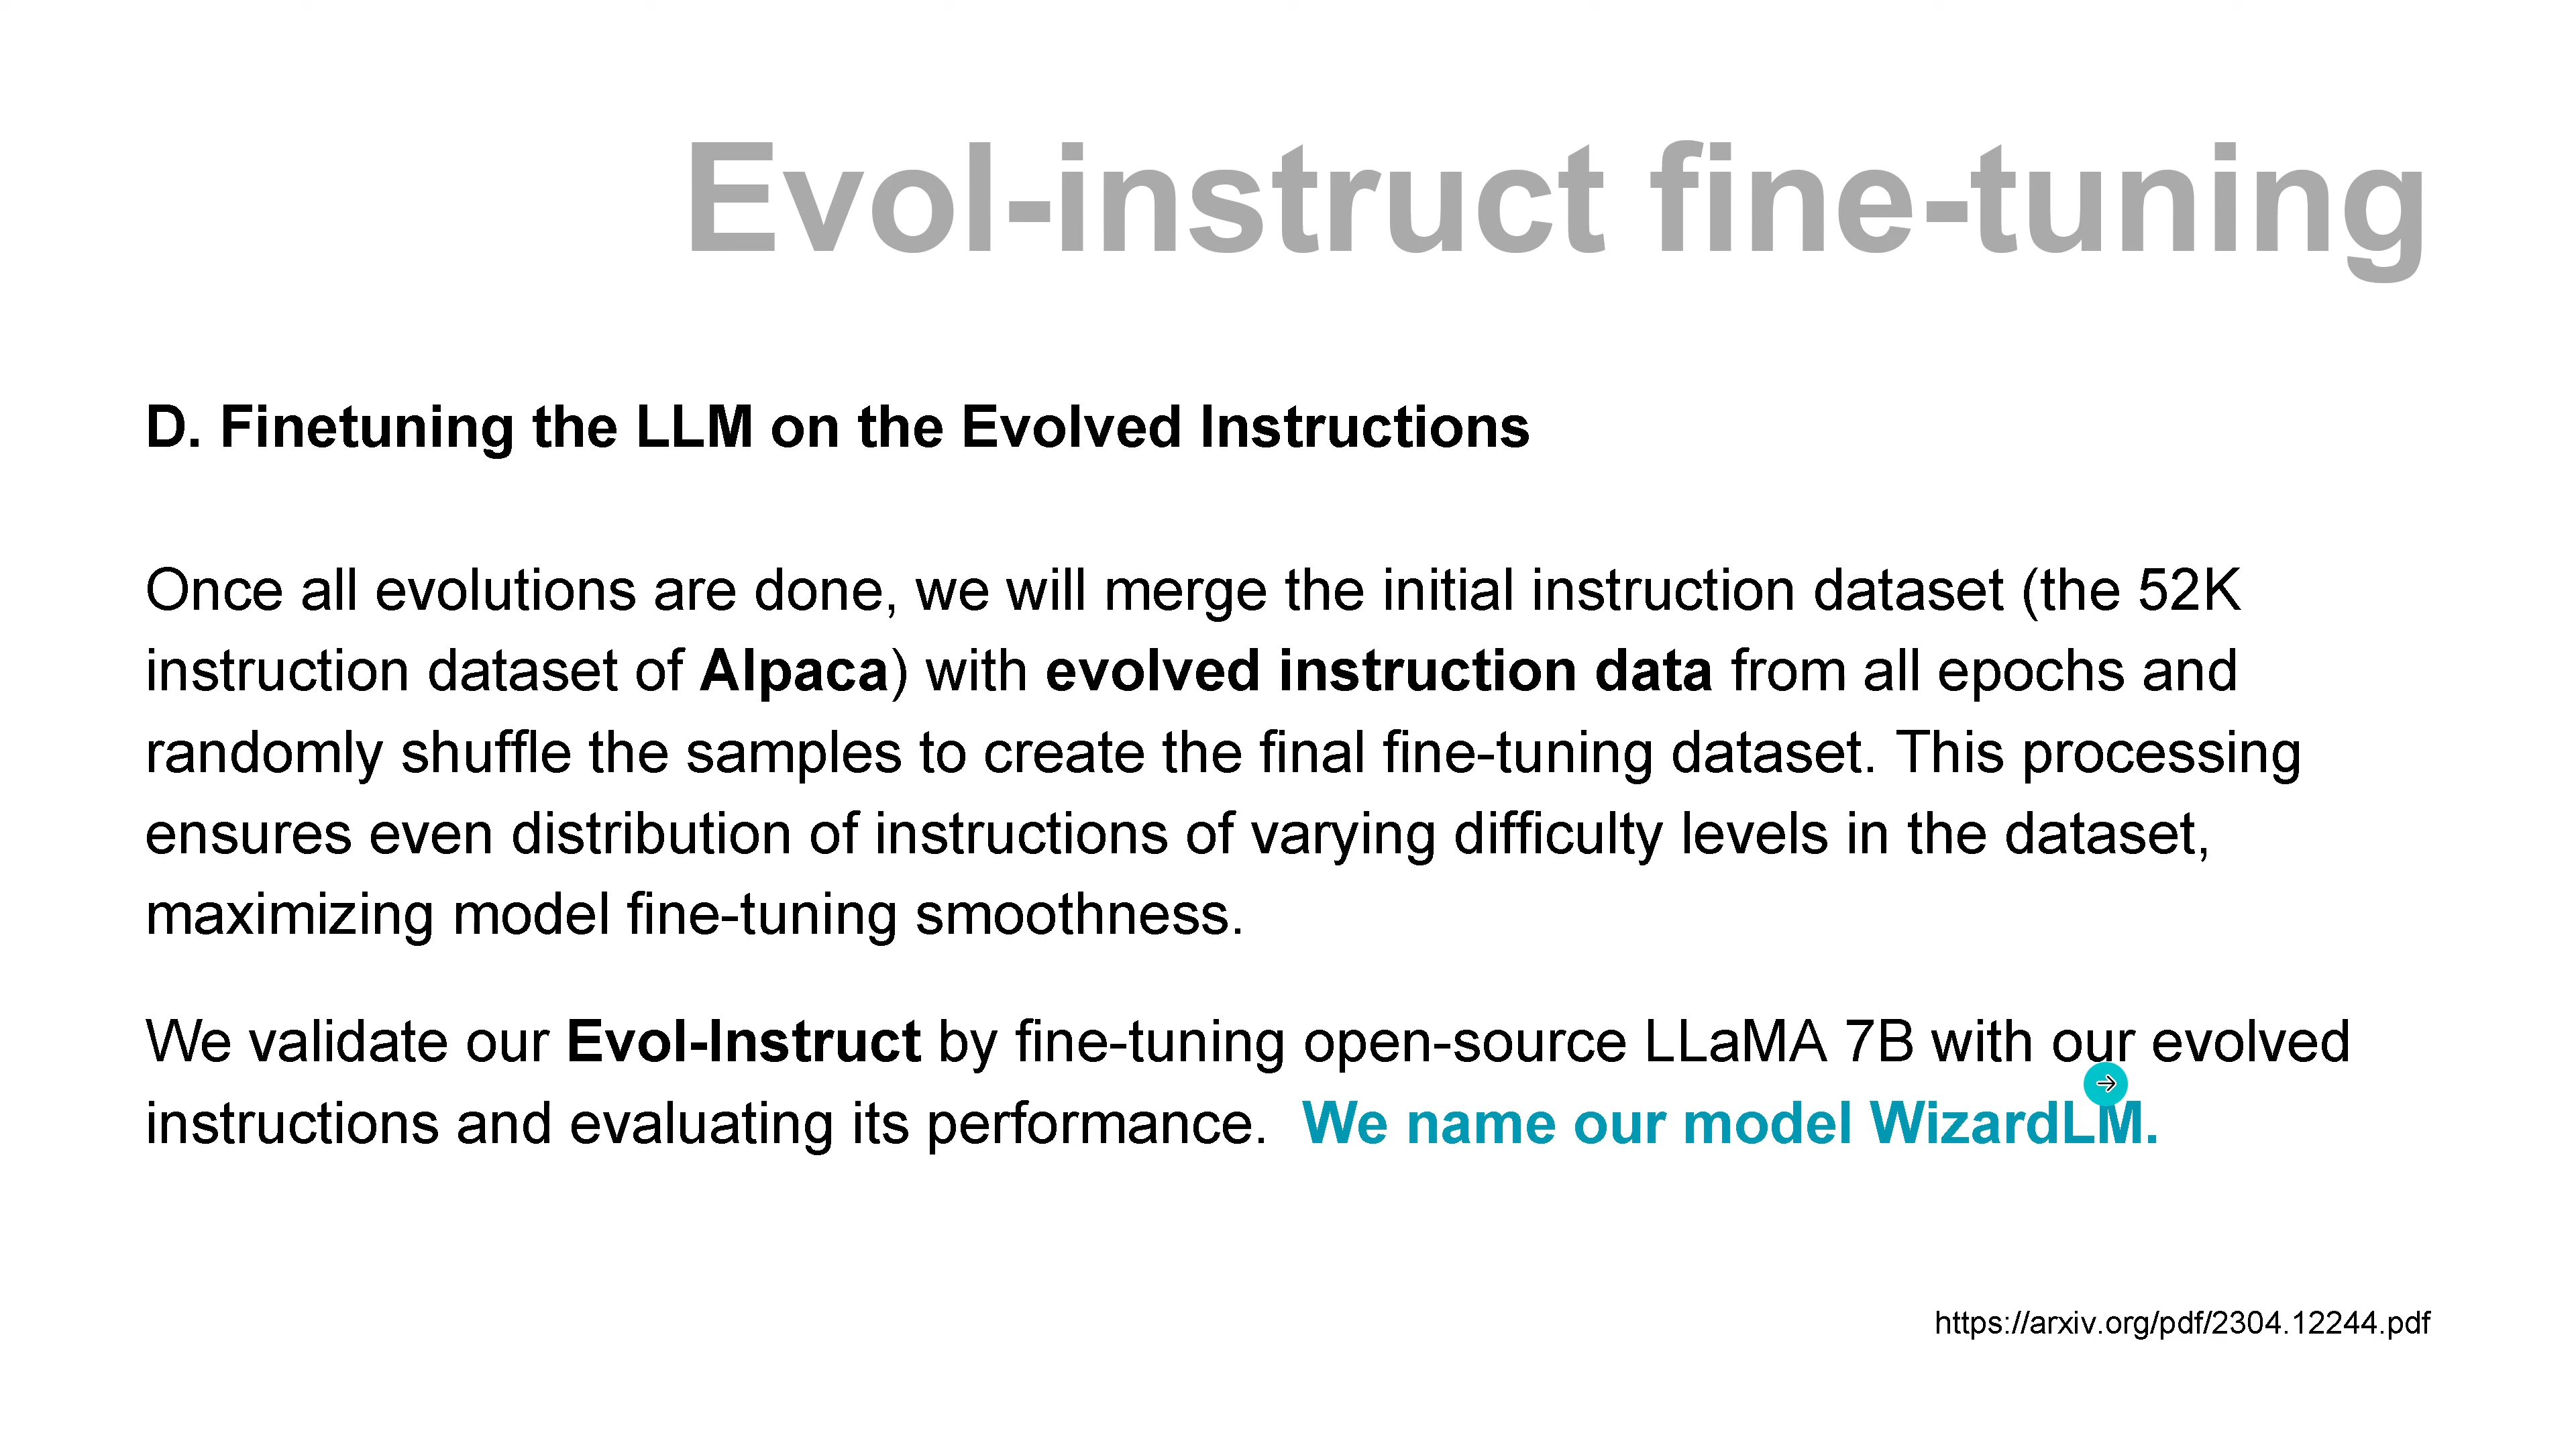 Evol-instruct fine-tuning
D. Finetuning the LLM on the Evolved Instructions
Once all evolutions are done, we will merge the initial instruction dataset (the 52K
instruction dataset of Alpaca) with evolved instruction data from all epochs and
randomly shuffle the samples to create the final fine-tuning dataset. This processing
ensures even distribution of instructions of varying difficulty levels in the dataset,
maximizing model fine-tuning smoothness.
We validate our Evol-Instruct by fine-tuning open-source LLaMA 7B with our evolved
instructions and evaluating its performance. We name our model WizardLM.
https://arxiv.org/pdf/2304.12244.pdf